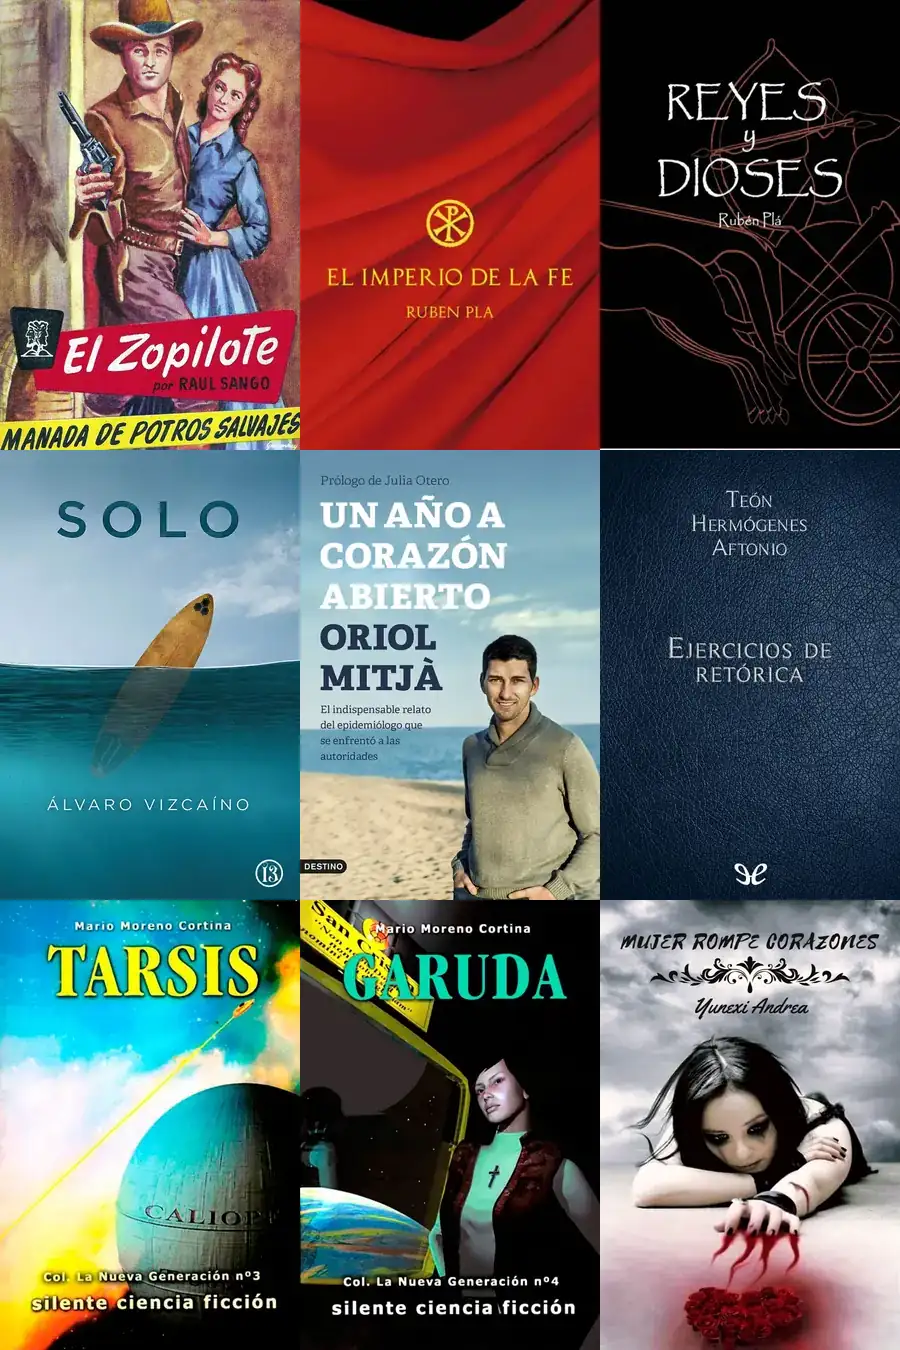 El Zopilote
por RAUL SANGO
MANADA DE POTROS SALVAJES
EL IMPERIO DE LA FE
RUBEN PLA
REYES
y
DIOSES
Rubén Plá
SOLO
ÁLVARO VIZCAÍNO
13
Prólogo de Julia Otero
UN AÑO A
CORAZÓN
ABIERTO
ORIOL
MITJÀ
El indispensable relato
del epidemiólogo que
se enfrentó a las
autoridades
DESTINO
TEÓN
HERMÓGENES
AFTONIO
EJERCICIOS DE
RETÓRICA
Mario Moreno Cortina
TARSIS
CALIOP
Col. La Nueva Generación nº3
silente ciencia ficción
San
Mario Moreno Cortina
GARUDA
Col. La Nueva Generación nº4
silente ciencia ficción
MUJER ROMPE CORAZONES
Yunexi Andrea